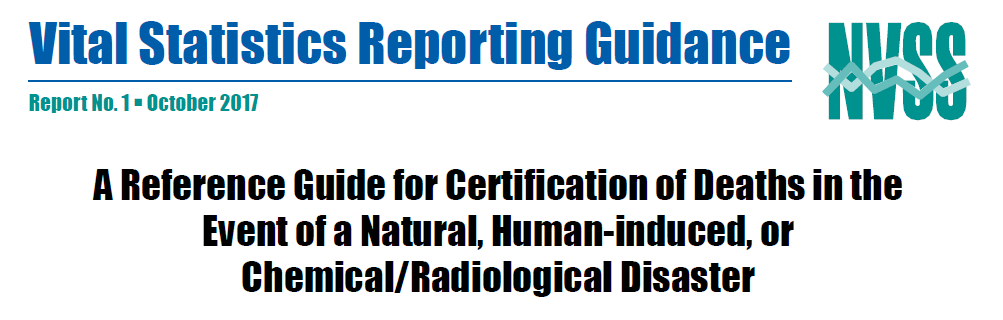 Vital Statistics Reporting Guidance
NVSS
Report No. 1 ▪ October 2017
A Reference Guide for Certification of Deaths in the
Event of a Natural, Human-induced, or
Chemical/Radiological Disaster